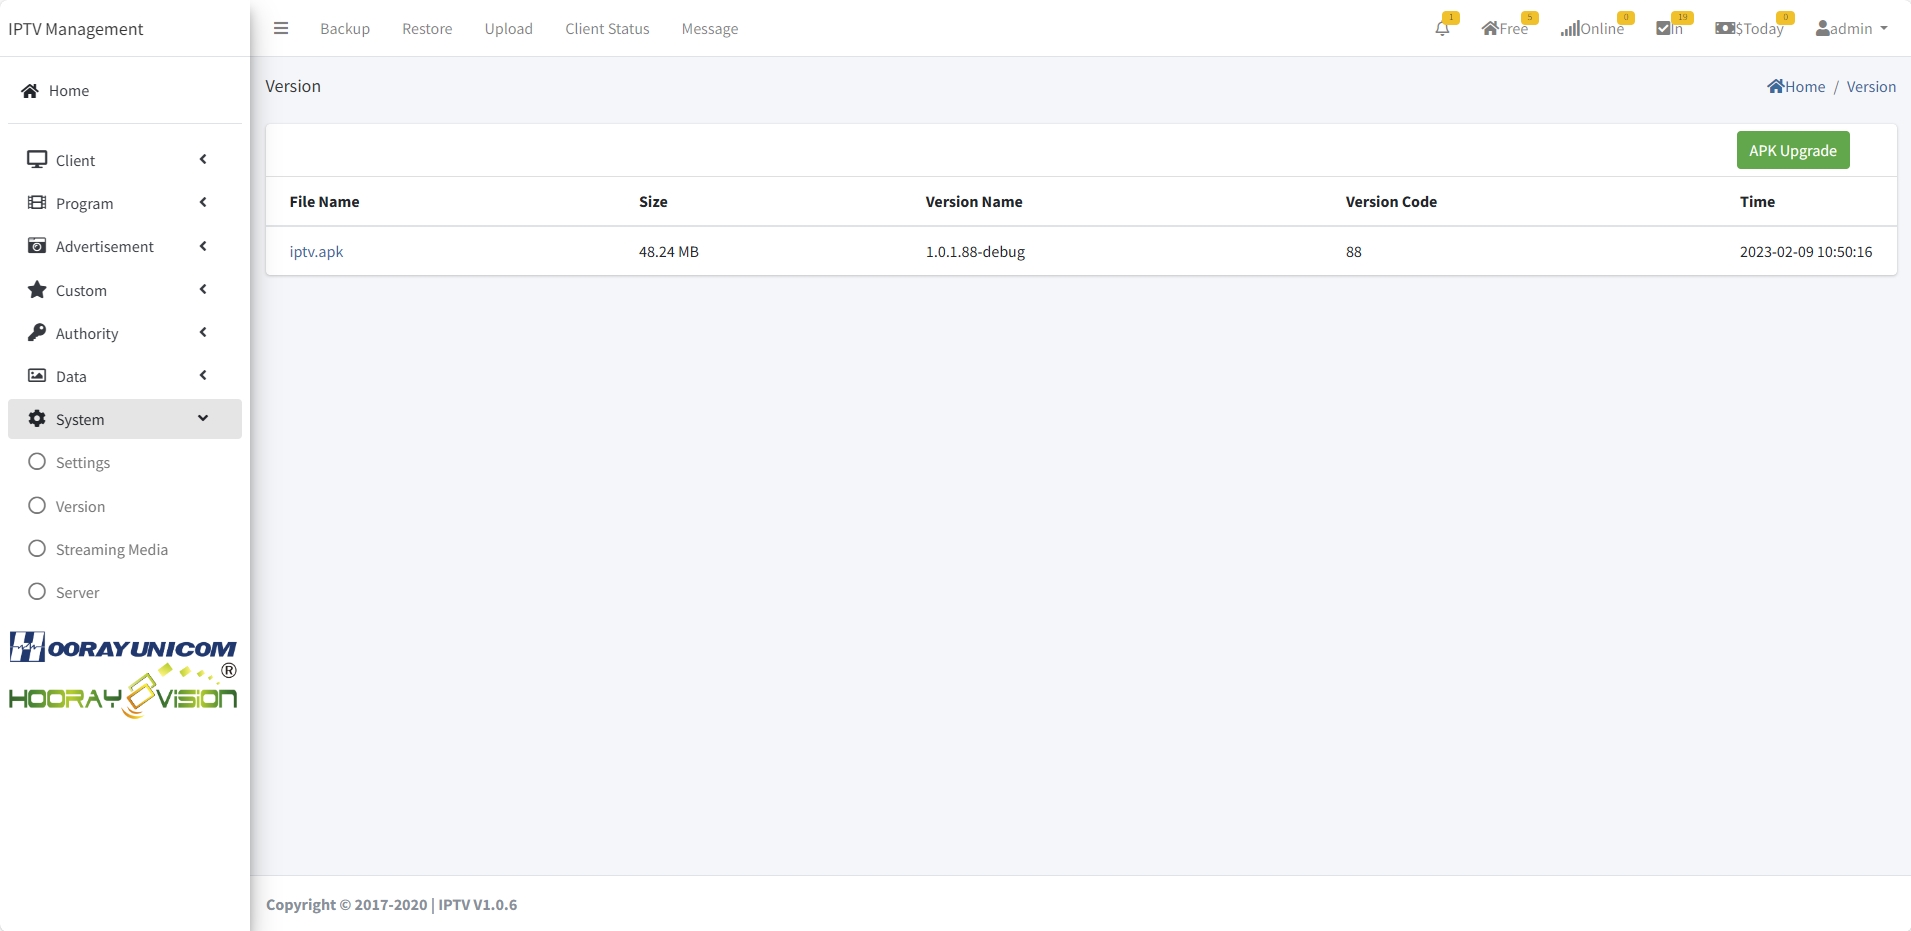 IPTV Management
Backup Restore Upload Client Status Message 1 Free 5 Online 0 In 19 $Today 0 admin
Home
Client
Program
Advertisement
Custom
Authority
Data
System
Settings
Version
Streaming Media
Server
HOORAYUNICOM
HOORAY VISION ®
Version
Home / Version
APK Upgrade
File Name Size Version Name Version Code Time
iptv.apk 48.24 MB 1.0.1.88-debug 88 2023-02-09 10:50:16
Copyright © 2017-2020 | IPTV V1.0.6